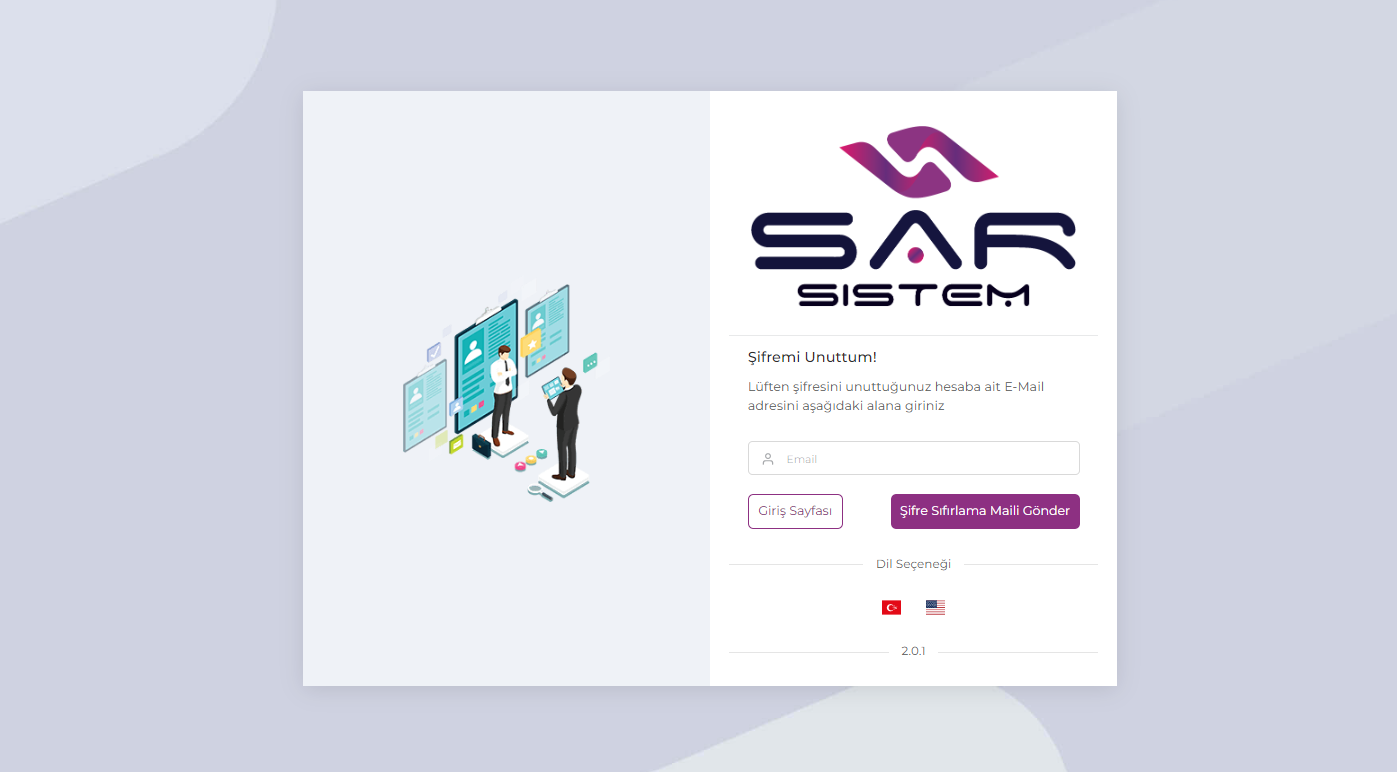 SAR
SISTEM
Şifremi Unuttum!
Lüften şifresini unuttuğunuz hesaba ait E-Mail
adresini aşağıdaki alana giriniz
Email
Giriş Sayfası
Şifre Sıfırlama Maili Gönder
Dil Seçeneği
2.0.1